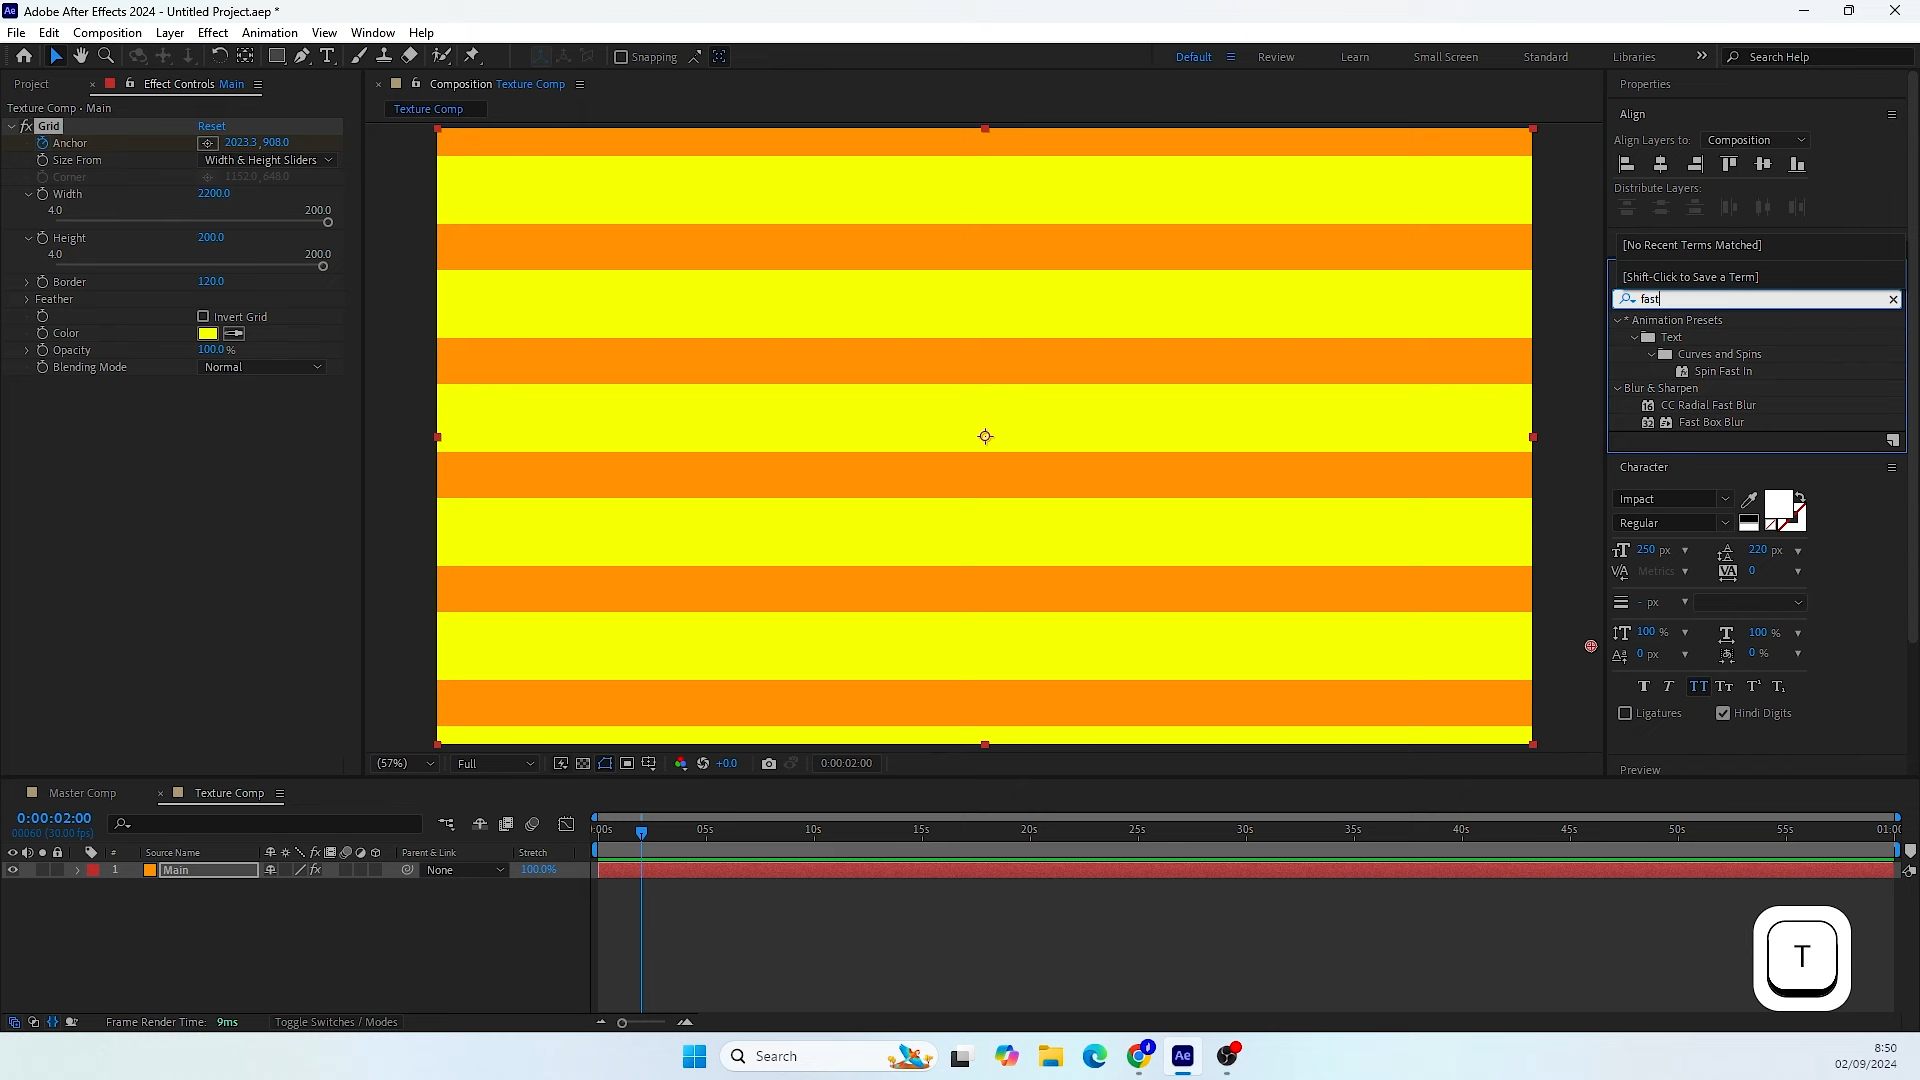 Adobe After Effects 2024 - Untitled Project.aep *
File Edit Composition Layer Effect Animation View Window Help
Snapping
Default Review Learn Small Screen Standard Libraries Search Help
Project Effect Controls Main
Texture Comp • Main
fx Grid Reset
Anchor 2023.3, 908.0
Size From Width & Height Sliders
Corner 1152.0, 648.0
Width 2200.0
4.0 200.0
Height 200.0
4.0 200.0
Border 120.0
Feather
Invert Grid
Color
Opacity 100.0 %
Blending Mode Normal
Composition Texture Comp
Texture Comp
(57%) Full +0.0 0:00:02:00
Properties
Align
Align Layers to: Composition
Distribute Layers:
[No Recent Terms Matched]
[Shift-Click to Save a Term]
fast
* Animation Presets
Text
Curves and Spins
Spin Fast In
Blur & Sharpen
16 CC Radial Fast Blur
32 Fast Box Blur
Character
Impact
Regular
250 px 220 px
Metrics 0
- px
100 % 100 %
0 px 0 %
Ligatures Hindi Digits
Preview
Master Comp Texture Comp
0:00:02:00
00060 (30.00 fps)
:00s 05s 10s 15s 20s 25s 30s 35s 40s 45s 50s 55s 01:00
# Source Name Parent & Link Stretch
1 Main None 100.0%
Frame Render Time: 9ms Toggle Switches / Modes
T
Search
Ae
8:50
02/09/2024